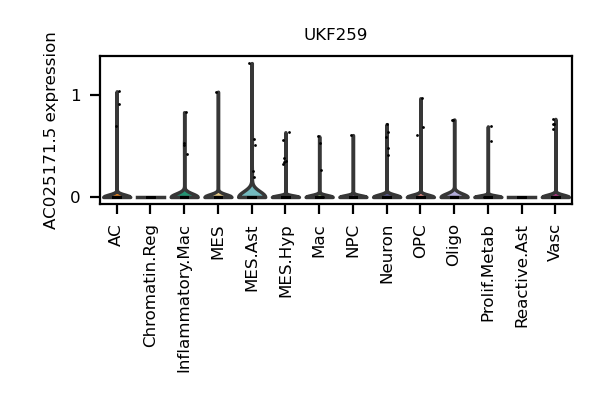 UKF259
AC025171.5 expression
1
0
AC
Chromatin.Reg
Inflammatory.Mac
MES
MES.Ast
MES.Hyp
Mac
NPC
Neuron
OPC
Oligo
Prolif.Metab
Reactive.Ast
Vasc